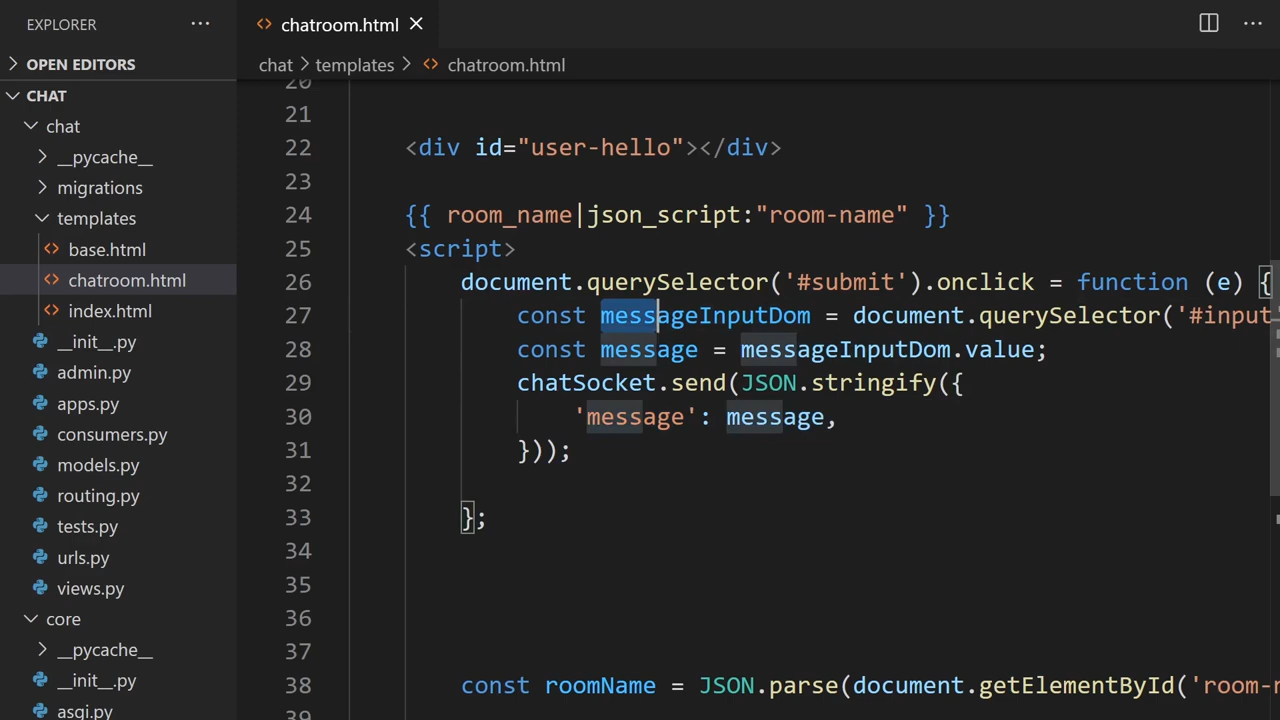 EXPLORER
chatroom.html
OPEN EDITORS
chat
templates
chatroom.html
CHAT
chat
__pycache__
migrations
templates
base.html
chatroom.html
index.html
__init__.py
admin.py
apps.py
consumers.py
models.py
routing.py
tests.py
urls.py
views.py
core
__pycache__
__init__.py
asgi.py
20
21
22 <div id="user-hello"></div>
23
24 {{ room_name|json_script:"room-name" }}
25 <script>
26 document.querySelector('#submit').onclick = function (e) {
27 const messageInputDom = document.querySelector('#input
28 const message = messageInputDom.value;
29 chatSocket.send(JSON.stringify({
30 'message': message,
31 }));
32
33 };
34
35
36
37
38 const roomName = JSON.parse(document.getElementById('room-n
39